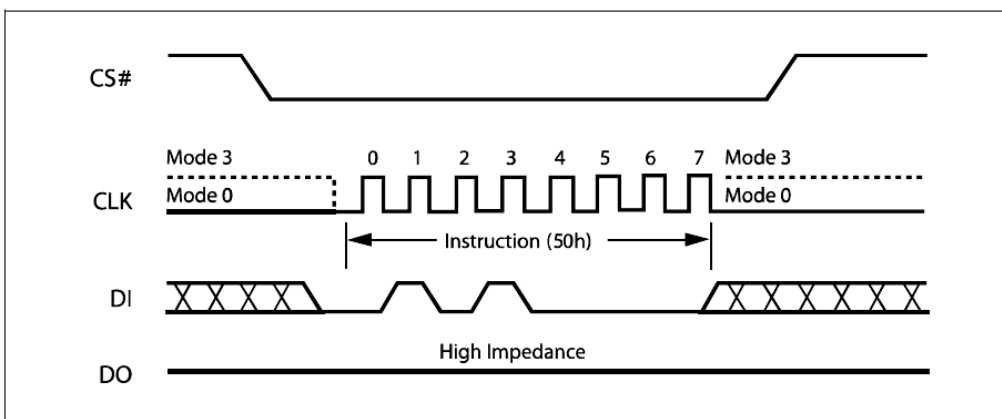 CS#
Mode 3 0 1 2 3 4 5 6 7 Mode 3
CLK Mode 0 Mode 0
Instruction (50h)
DI
High Impedance
DO